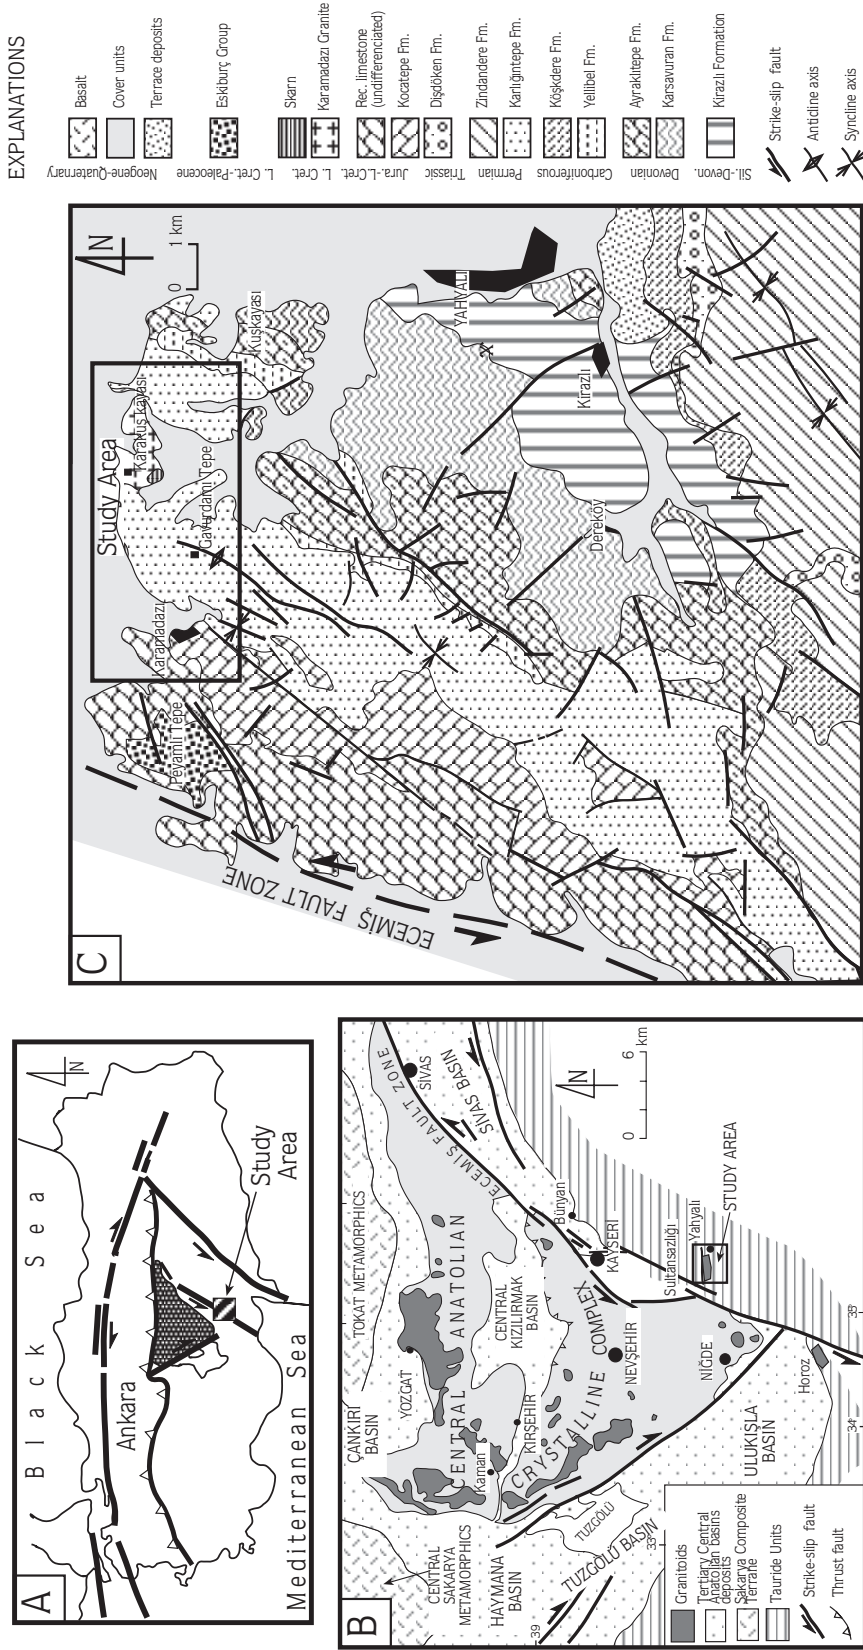 A
Black Sea
Ankara
Study
Area
Mediterranean Sea
N
B
TOKAT METAMORPHICS
ÇANKIRI
BASIN
YOZGAT
CENTRAL ANATOLIAN
CRYSTALLINE COMPLEX
CENTRAL
KIZILIRMAK
BASIN
KIRŞEHİR
Kaman
ECEMİŞ FAULT ZONE
SİVAS
SİVAS BASIN
Bünyan
KAYSERİ
NEVŞEHİR
NİĞDE
Sultansazlığı
Yahyalı
STUDY AREA
Horoz
ULUKIŞLA
BASIN
TUZGÖLÜ
TUZGÖLÜ BASIN
HAYMANA
BASIN
CENTRAL
SAKARYA
METAMORPHICS
39
33
34
35
N
0 6 km
Granitoids
Tertiary Central
Anatolian basins
deposits
Sakarya Composite
Terrane
Tauride Units
Strike-slip fault
Thrust fault
C
ECEMİŞ FAULT ZONE
Peyamlı Tepe
Karamadazı
Study Area
Karakuş kayası
Gavurdamı Tepe
Kuşkayası
YAHYALI
Kirazlı
Dereköy
N
0 1 km
EXPLANATIONS
Neogene-Quaternary
Basalt
Cover units
Terrace deposits
L. Cret.-Paleocene
Eskiburç Group
L. Cret.
Skarn
Karamadazı Granite
Jura.-L.Cret.
Rec. limestone
(undifferenciated)
Kocatepe Fm.
Triassic
Dişdöken Fm.
Permian
Zindandere Fm.
Karlığıntepe Fm.
Carboniferous
Köşkdere Fm.
Yellibel Fm.
Devonian
Ayraklıtepe Fm.
Karsavuran Fm.
Sil.-Devon.
Kirazlı Formation
Strike-slip fault
Anticline axis
Syncline axis